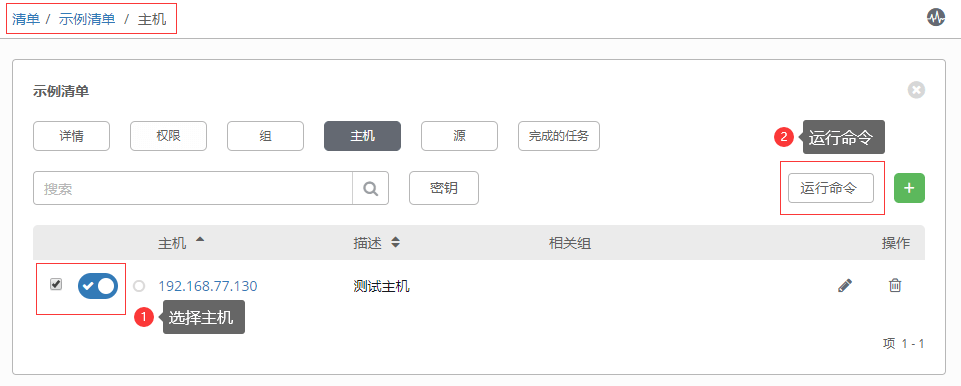 清单 / 示例清单 / 主机
示例清单
详情 权限 组 主机 源 完成的任务
2 运行命令
搜索 密钥 运行命令 +
主机 描述 相关组 操作
192.168.77.130 测试主机
1 选择主机
项 1 - 1